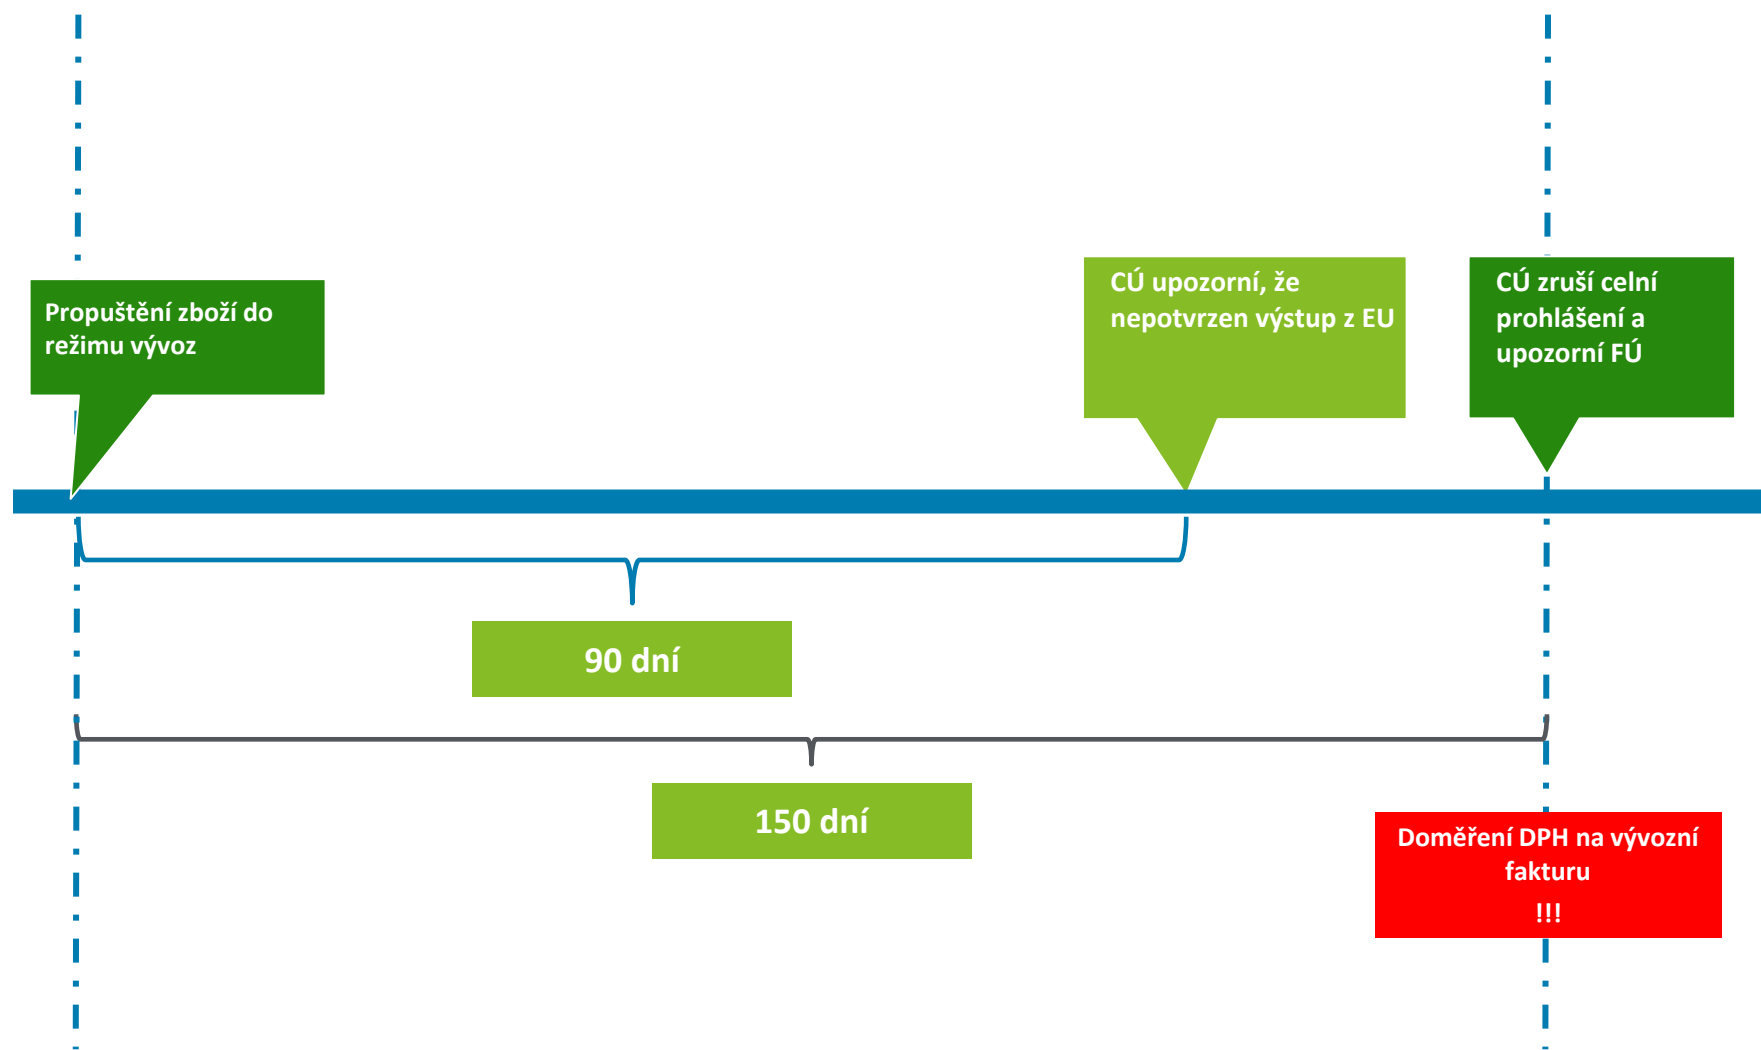 Propuštění zboží do
režimu vývoz
CÚ upozorní, že
nepotvrzen výstup z EU
CÚ zruší celní
prohlášení a
upozorní FÚ
90 dní
150 dní
Doměření DPH na vývozní
fakturu
!!!